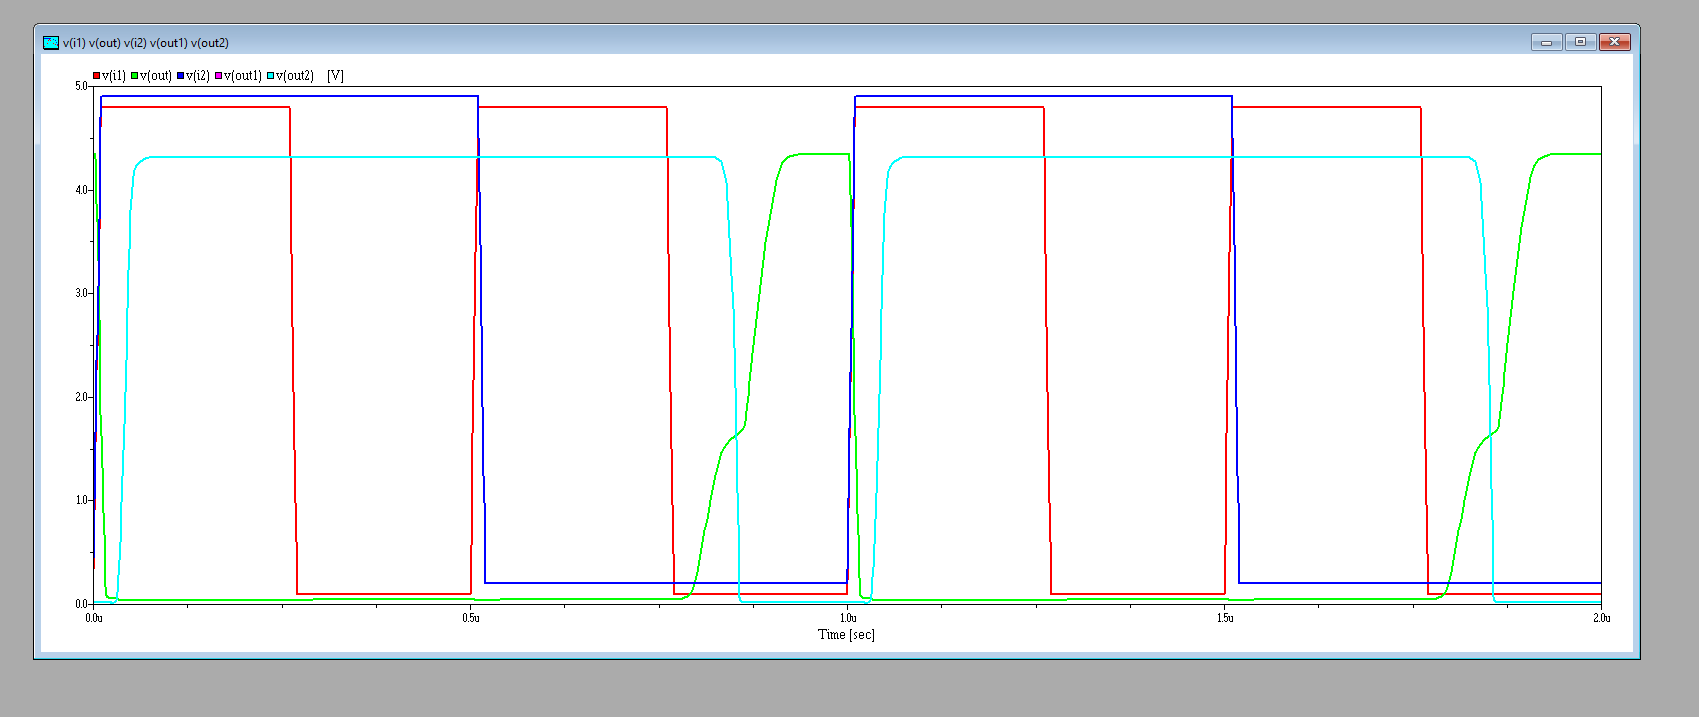 v(i1) v(out) v(i2) v(out1) v(out2)
v(i1) v(out) v(i2) v(out1) v(out2) [V]
5.0
4.0
3.0
2.0
1.0
0.0
0.0u 0.5u 1.0u 1.5u 2.0u
Time [sec]